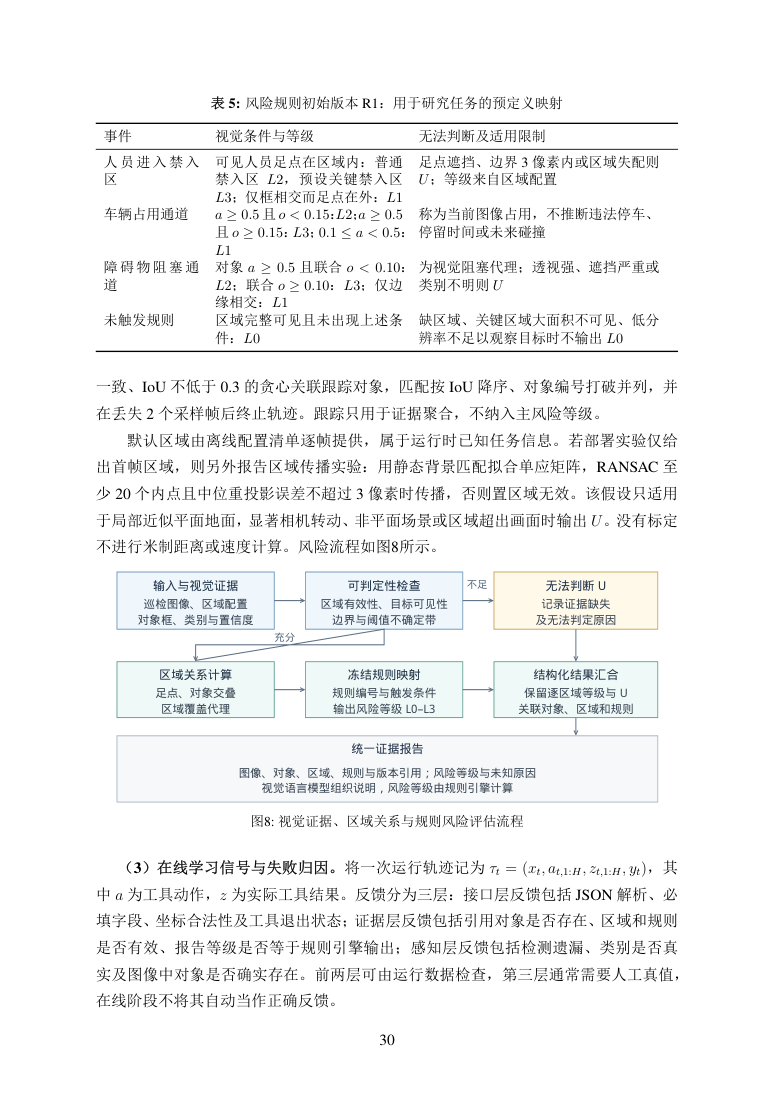 表 5: 风险规则初始版本 R1：用于研究任务的预定义映射
事件 视觉条件与等级 无法判断及适用限制
人员进入禁入区 可见人员足点在区域内：普通禁入区 L2，预设关键禁入区 L3；仅框相交而足点在外：L1 足点遮挡、边界 3 像素内或区域失配则 U；等级来自区域配置
车辆占用通道 a ≥ 0.5 且 o < 0.15：L2；a ≥ 0.5 且 o ≥ 0.15：L3；0.1 ≤ a < 0.5：L1 称为当前图像占用，不推断违法停车、停留时间或未来碰撞
障碍物阻塞通道 对象 a ≥ 0.5 且联合 o < 0.10：L2；联合 o ≥ 0.10：L3；仅边缘相交：L1 为视觉阻塞代理；透视强、遮挡严重或类别不明则 U
未触发规则 区域完整可见且未出现上述条件：L0 缺区域、关键区域大面积不可见、低分辨率不足以观察目标时不输出 L0
一致、IoU 不低于 0.3 的贪心关联跟踪对象，匹配按 IoU 降序、对象编号打破并列，并
在丢失 2 个采样帧后终止轨迹。跟踪只用于证据聚合，不纳入主风险等级。
默认区域由离线配置清单逐帧提供，属于运行时已知任务信息。若部署实验仅给
出首帧区域，则另外报告区域传播实验：用静态背景匹配拟合单应矩阵，RANSAC 至
少 20 个内点且中位重投影误差不超过 3 像素时传播，否则置区域无效。该假设只适用
于局部近似平面地面，显著相机转动、非平面场景或区域超出画面时输出 U。没有标定
不进行米制距离或速度计算。风险流程如图8所示。
输入与视觉证据
巡检图像、区域配置
对象框、类别与置信度
可判定性检查
区域有效性、目标可见性
边界与阈值不确定带
不足
无法判断 U
记录证据缺失
及无法判定原因
充分
区域关系计算
足点、对象交叠
区域覆盖代理
冻结规则映射
规则编号与触发条件
输出风险等级 L0–L3
结构化结果汇合
保留逐区域等级与 U
关联对象、区域和规则
统一证据报告
图像、对象、区域、规则与版本引用；风险等级与未知原因
视觉语言模型组织说明，风险等级由规则引擎计算
图8: 视觉证据、区域关系与规则风险评估流程
（3）在线学习信号与失败归因。将一次运行轨迹记为 τt = (xt, at,1:H, zt,1:H, yt)，其
中 a 为工具动作，z 为实际工具结果。反馈分为三层：接口层反馈包括 JSON 解析、必
填字段、坐标合法性及工具退出状态；证据层反馈包括引用对象是否存在、区域和规则
是否有效、报告等级是否等于规则引擎输出；感知层反馈包括检测遗漏、类别是否真
实及图像中对象是否确实存在。前两层可由运行数据检查，第三层通常需要人工真值，
在线阶段不将其自动当作正确反馈。
30